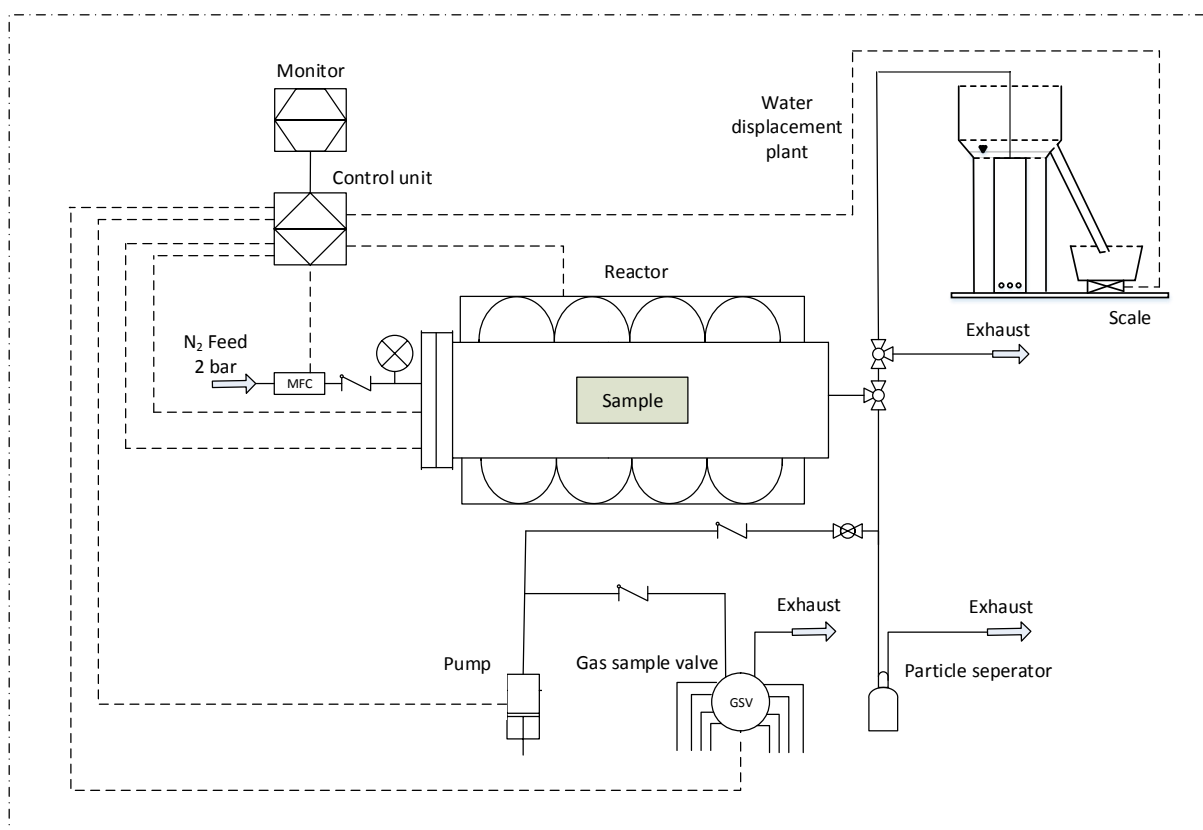 Monitor
Control unit
Water
displacement
plant
Reactor
Scale
N₂ Feed
2 bar
MFC
Exhaust
Sample
Exhaust
Exhaust
Pump
Gas sample valve
Particle seperator
GSV